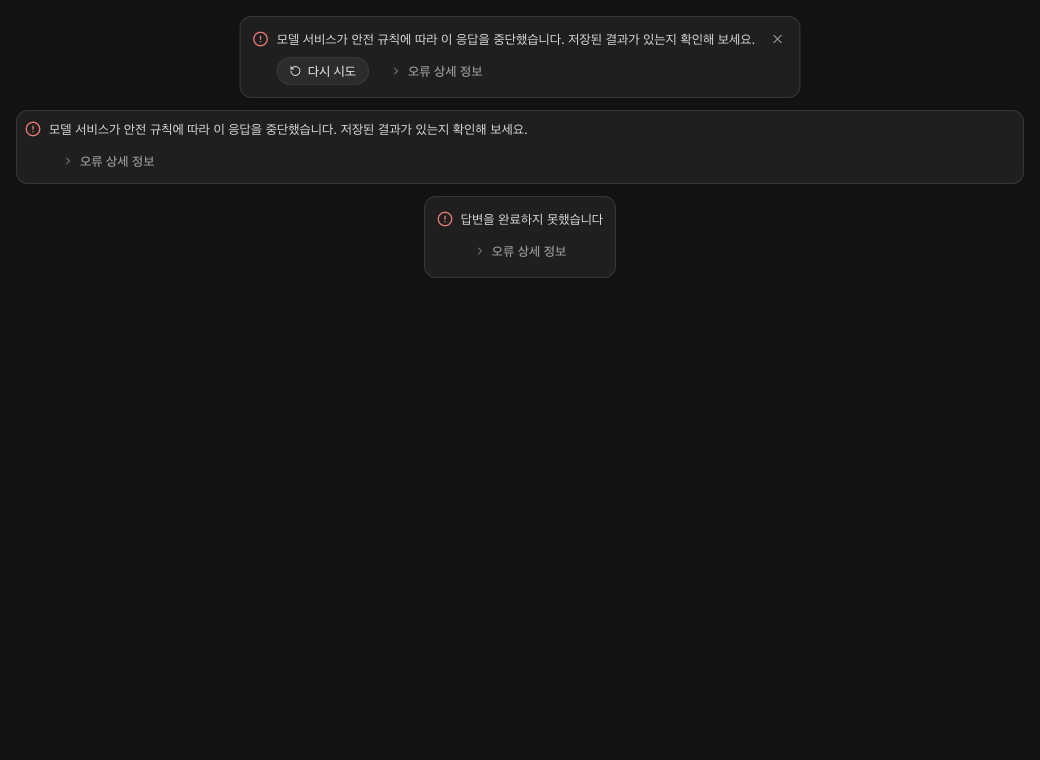 모델 서비스가 안전 규칙에 따라 이 응답을 중단했습니다. 저장된 결과가 있는지 확인해 보세요.
다시 시도
오류 상세 정보
모델 서비스가 안전 규칙에 따라 이 응답을 중단했습니다. 저장된 결과가 있는지 확인해 보세요.
오류 상세 정보
답변을 완료하지 못했습니다
오류 상세 정보